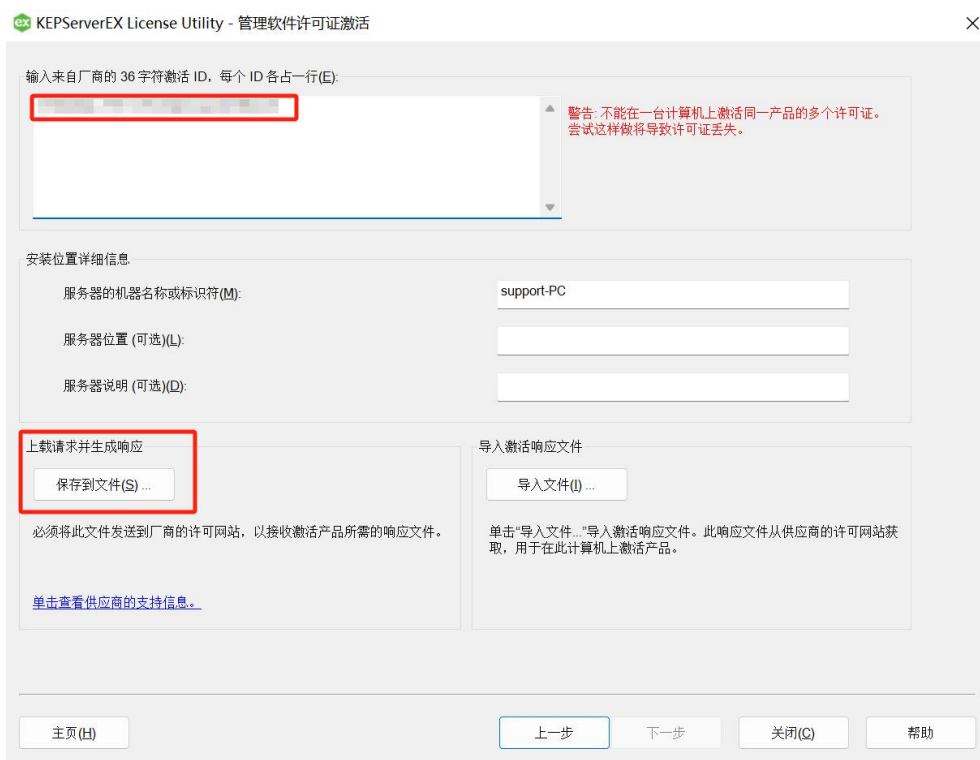 ex KEPServerEX License Utility - 管理软件许可证激活
输入来自厂商的 36 字符激活 ID，每个 ID 各占一行(E):
警告: 不能在一台计算机上激活同一产品的多个许可证。
尝试这样做将导致许可证丢失。
安装位置详细信息
服务器的机器名称或标识符(M):
support-PC
服务器位置 (可选)(L):
服务器说明 (可选)(D):
上载请求并生成响应
保存到文件(S) ...
必须将此文件发送到厂商的许可网站，以接收激活产品所需的响应文件。
单击查看供应商的支持信息。
导入激活响应文件
导入文件(I) ...
单击“导入文件...”导入激活响应文件。此响应文件从供应商的许可网站获
取，用于在此计算机上激活产品。
主页(H)
上一步
下一步
关闭(C)
帮助